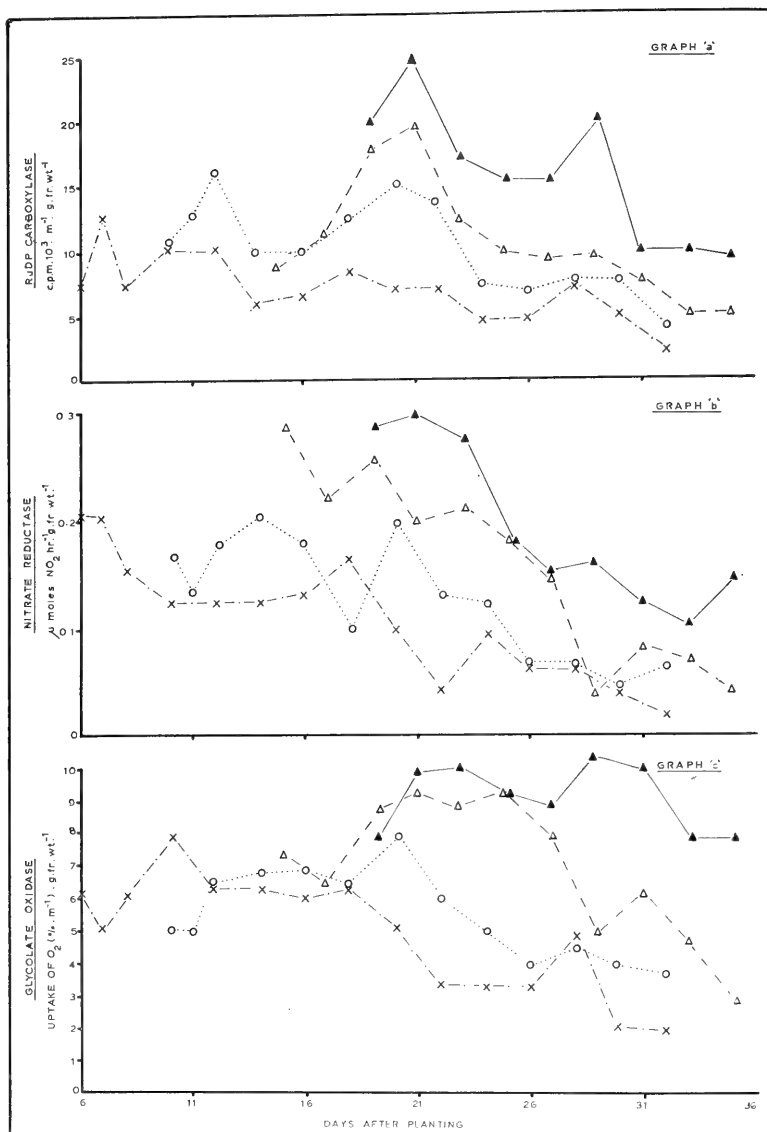 GRAPH 'a'
RuDP CARBOXYLASE
c.p.m.10³ m⁻¹ g.fr.wt⁻¹
25
20
15
10
5
0
GRAPH 'b'
NITRATE REDUCTASE
μ moles NO₂ hr⁻¹g.fr.wt.⁻¹
0.3
0.2
0.1
0
GRAPH 'c'
GLYCOLATE OXIDASE
UPTAKE OF O₂ (%.m⁻¹).g.fr.wt.⁻¹
10
9
8
7
6
5
4
3
2
1
0
6 11 16 21 26 31 36
DAYS AFTER PLANTING